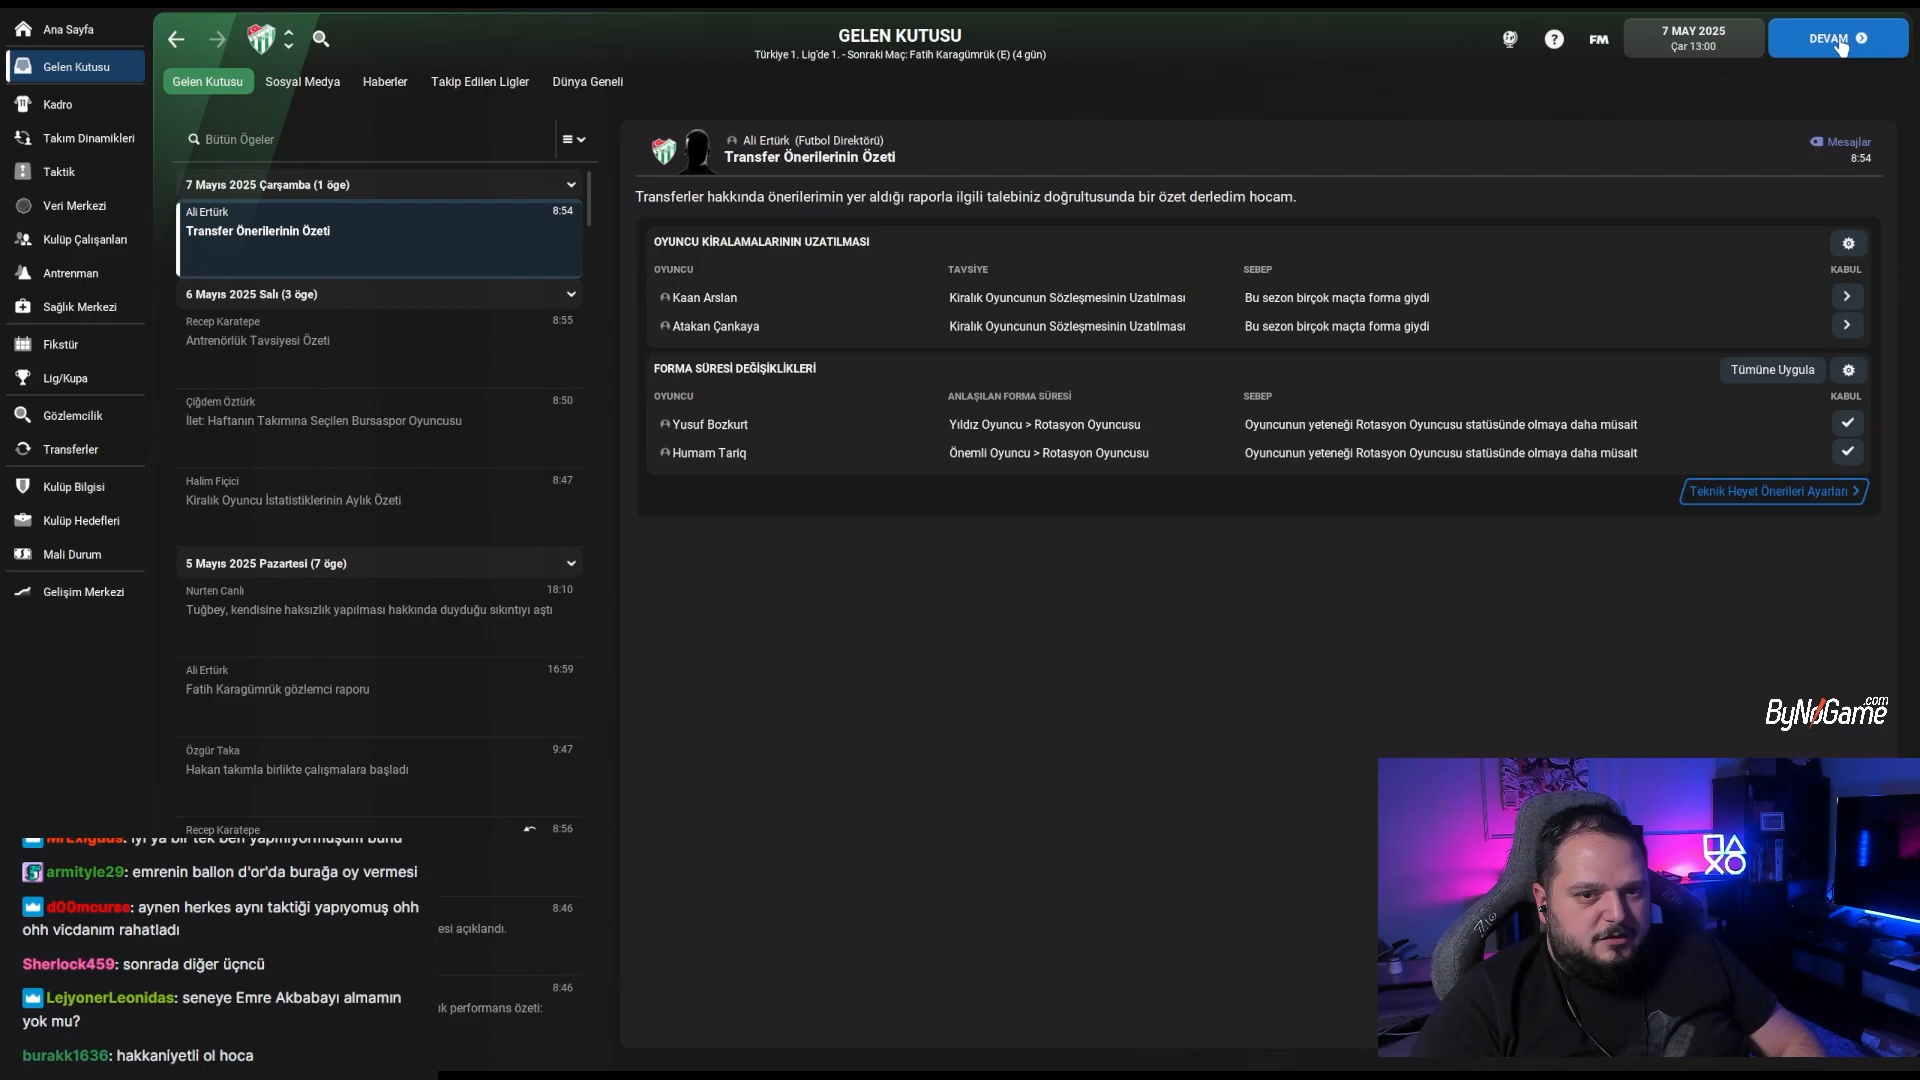 Ana Sayfa
Gelen Kutusu
Kadro
Takım Dinamikleri
Taktik
Veri Merkezi
Kulüp Çalışanları
Antrenman
Sağlık Merkezi
Fikstür
Lig/Kupa
Gözlemcilik
Transferler
Kulüp Bilgisi
Kulüp Hedefleri
Mali Durum
Gelişim Merkezi
GELEN KUTUSU
Türkiye 1. Lig'de 1. - Sonraki Maç: Fatih Karagümrük (E) (4 gün)
FM
7 MAY 2025
Çar 13:00
DEVAM
Gelen Kutusu
Sosyal Medya
Haberler
Takip Edilen Ligler
Dünya Geneli
Bütün Ögeler
7 Mayıs 2025 Çarşamba (1 öge)
Ali Ertürk 8:54
Transfer Önerilerinin Özeti
6 Mayıs 2025 Salı (3 öge)
Recep Karatepe 8:55
Antrenörlük Tavsiyesi Özeti
Çiğdem Öztürk 8:50
İlet: Haftanın Takımına Seçilen Bursaspor Oyuncusu
Halim Fiçici 8:47
Kiralık Oyuncu İstatistiklerinin Aylık Özeti
5 Mayıs 2025 Pazartesi (7 öge)
Nurten Canlı 18:10
Tuğbey, kendisine haksızlık yapılması hakkında duyduğu sıkıntıyı aştı
Ali Ertürk 16:59
Fatih Karagümrük gözlemci raporu
Özgür Taka 9:47
Hakan takımla birlikte çalışmalara başladı
Recep Karatepe 8:56
8:46
esi açıklandı.
8:46
ık performans özeti:
Ali Ertürk (Futbol Direktörü)
Transfer Önerilerinin Özeti
Mesajlar
8:54
Transferler hakkında önerilerimin yer aldığı raporla ilgili talebiniz doğrultusunda bir özet derledim hocam.
OYUNCU KİRALAMALARININ UZATILMASI
OYUNCU TAVSİYE SEBEP KABUL
Kaan Arslan Kiralık Oyuncunun Sözleşmesinin Uzatılması Bu sezon birçok maçta forma giydi
Atakan Çankaya Kiralık Oyuncunun Sözleşmesinin Uzatılması Bu sezon birçok maçta forma giydi
FORMA SÜRESİ DEĞİŞİKLİKLERİ Tümüne Uygula
OYUNCU ANLAŞILAN FORMA SÜRESİ SEBEP KABUL
Yusuf Bozkurt Yıldız Oyuncu > Rotasyon Oyuncusu Oyuncunun yeteneği Rotasyon Oyuncusu statüsünde olmaya daha müsait
Humam Tariq Önemli Oyuncu > Rotasyon Oyuncusu Oyuncunun yeteneği Rotasyon Oyuncusu statüsünde olmaya daha müsait
Teknik Heyet Önerileri Ayarları
ByNoGame.com
MrExiguus: iyi ya bir tek ben yapmıyormuşum bunu
armityle29: emrenin ballon d'or'da burağa oy vermesi
d00mcurse: aynen herkes aynı taktiği yapıyomuş ohh
ohh vicdanım rahatladı
Sherlock459: sonrada diğer üçncü
LejyonerLeonidas: seneye Emre Akbabayı almamın
yok mu?
burakk1636: hakkaniyetli ol hoca